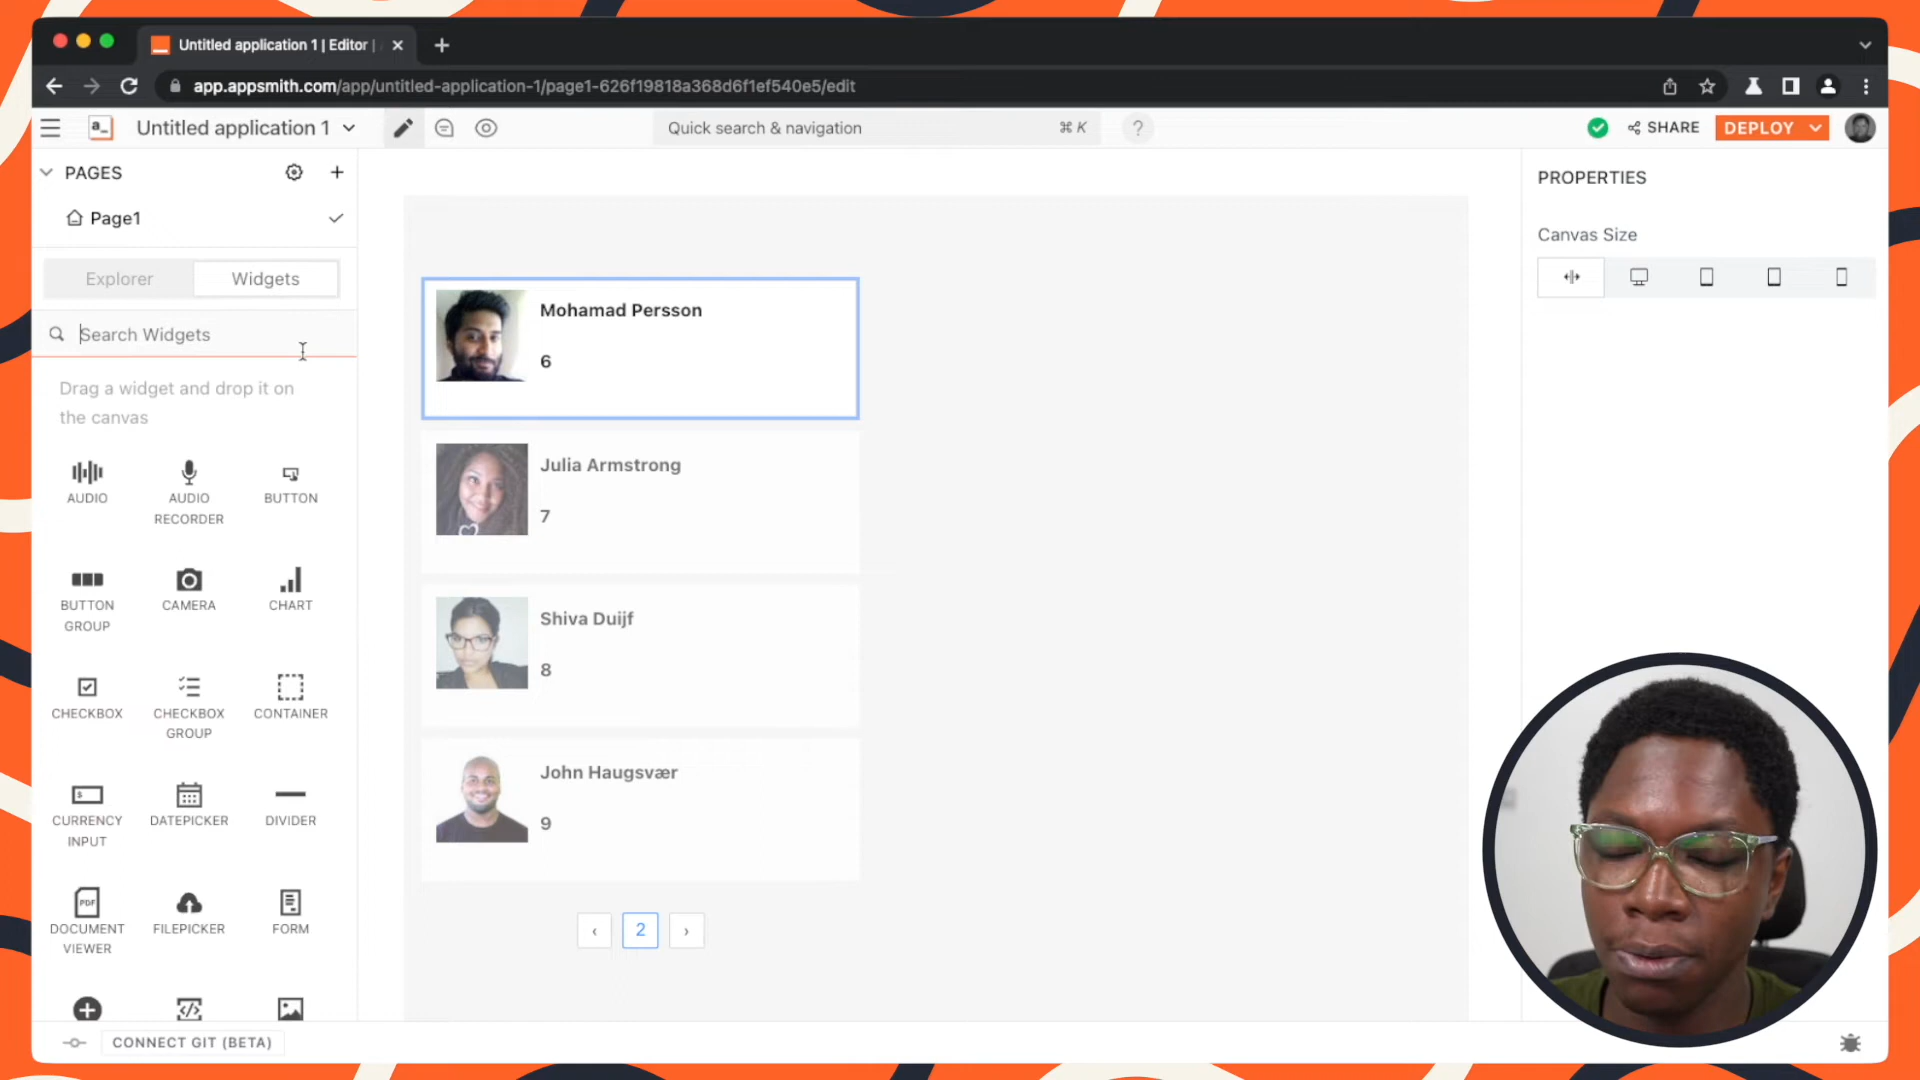 Untitled application 1 | Editor |
app.appsmith.com/app/untitled-application-1/page1-626f19818a368d6f1ef540e5/edit
a_
Untitled application 1
Quick search & navigation
⌘ K
?
SHARE
DEPLOY
PAGES
Page1
Explorer
Widgets
Search Widgets
Drag a widget and drop it on
the canvas
AUDIO
AUDIO
RECORDER
BUTTON
BUTTON
GROUP
CAMERA
CHART
CHECKBOX
CHECKBOX
GROUP
CONTAINER
CURRENCY
INPUT
DATEPICKER
DIVIDER
PDF
DOCUMENT
VIEWER
FILEPICKER
FORM
CONNECT GIT (BETA)
Mohamad Persson
6
Julia Armstrong
7
Shiva Duijf
8
John Haugsvær
9
2
PROPERTIES
Canvas Size